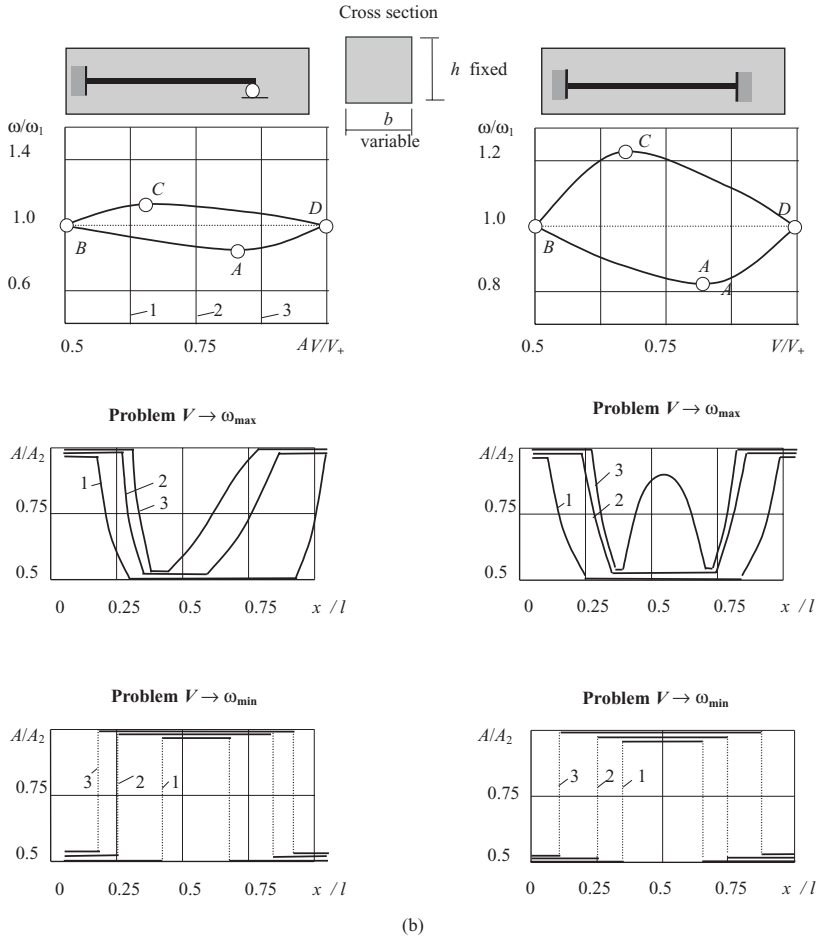 Cross section
h fixed
b
variable
ω/ω1
1.4
1.0
0.6
C
B
A
D
1
2
3
0.5
0.75
A V/V+
ω/ω1
1.2
1.0
0.8
C
B
A
A
D
0.5
0.75
V/V+
Problem V → ωmax
A/A2
0.75
0.5
1
2
3
0
0.25
0.5
0.75
x / l
Problem V → ωmax
A/A2
0.75
0.5
1
3
2
0
0.25
0.5
0.75
x / l
Problem V → ωmin
A/A2
0.75
0.5
3
2
1
0
0.25
0.5
0.75
x / l
Problem V → ωmin
A/A2
0.75
0.5
3
2
1
0
0.25
0.5
0.75
x / l
(b)